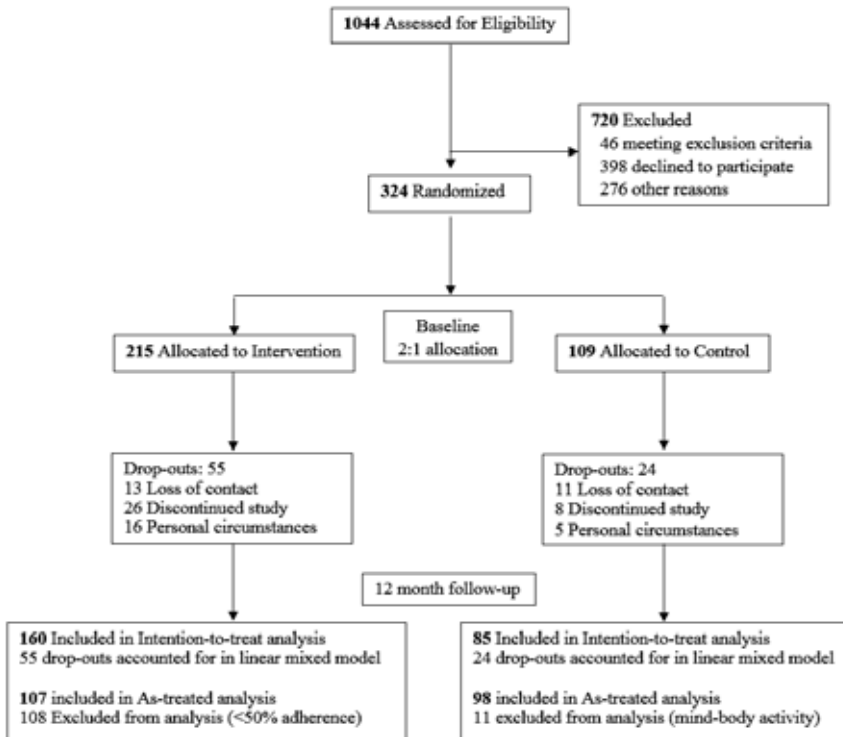 1044 Assessed for Eligibility
720 Excluded
46 meeting exclusion criteria
398 declined to participate
276 other reasons
324 Randomized
Baseline
2:1 allocation
215 Allocated to Intervention
109 Allocated to Control
Drop-outs: 55
13 Loss of contact
26 Discontinued study
16 Personal circumstances
Drop-outs: 24
11 Loss of contact
8 Discontinued study
5 Personal circumstances
12 month follow-up
160 Included in Intention-to-treat analysis
55 drop-outs accounted for in linear mixed model
107 included in As-treated analysis
108 Excluded from analysis (<50% adherence)
85 Included in Intention-to-treat analysis
24 drop-outs accounted for in linear mixed model
98 included in As-treated analysis
11 excluded from analysis (mind-body activity)